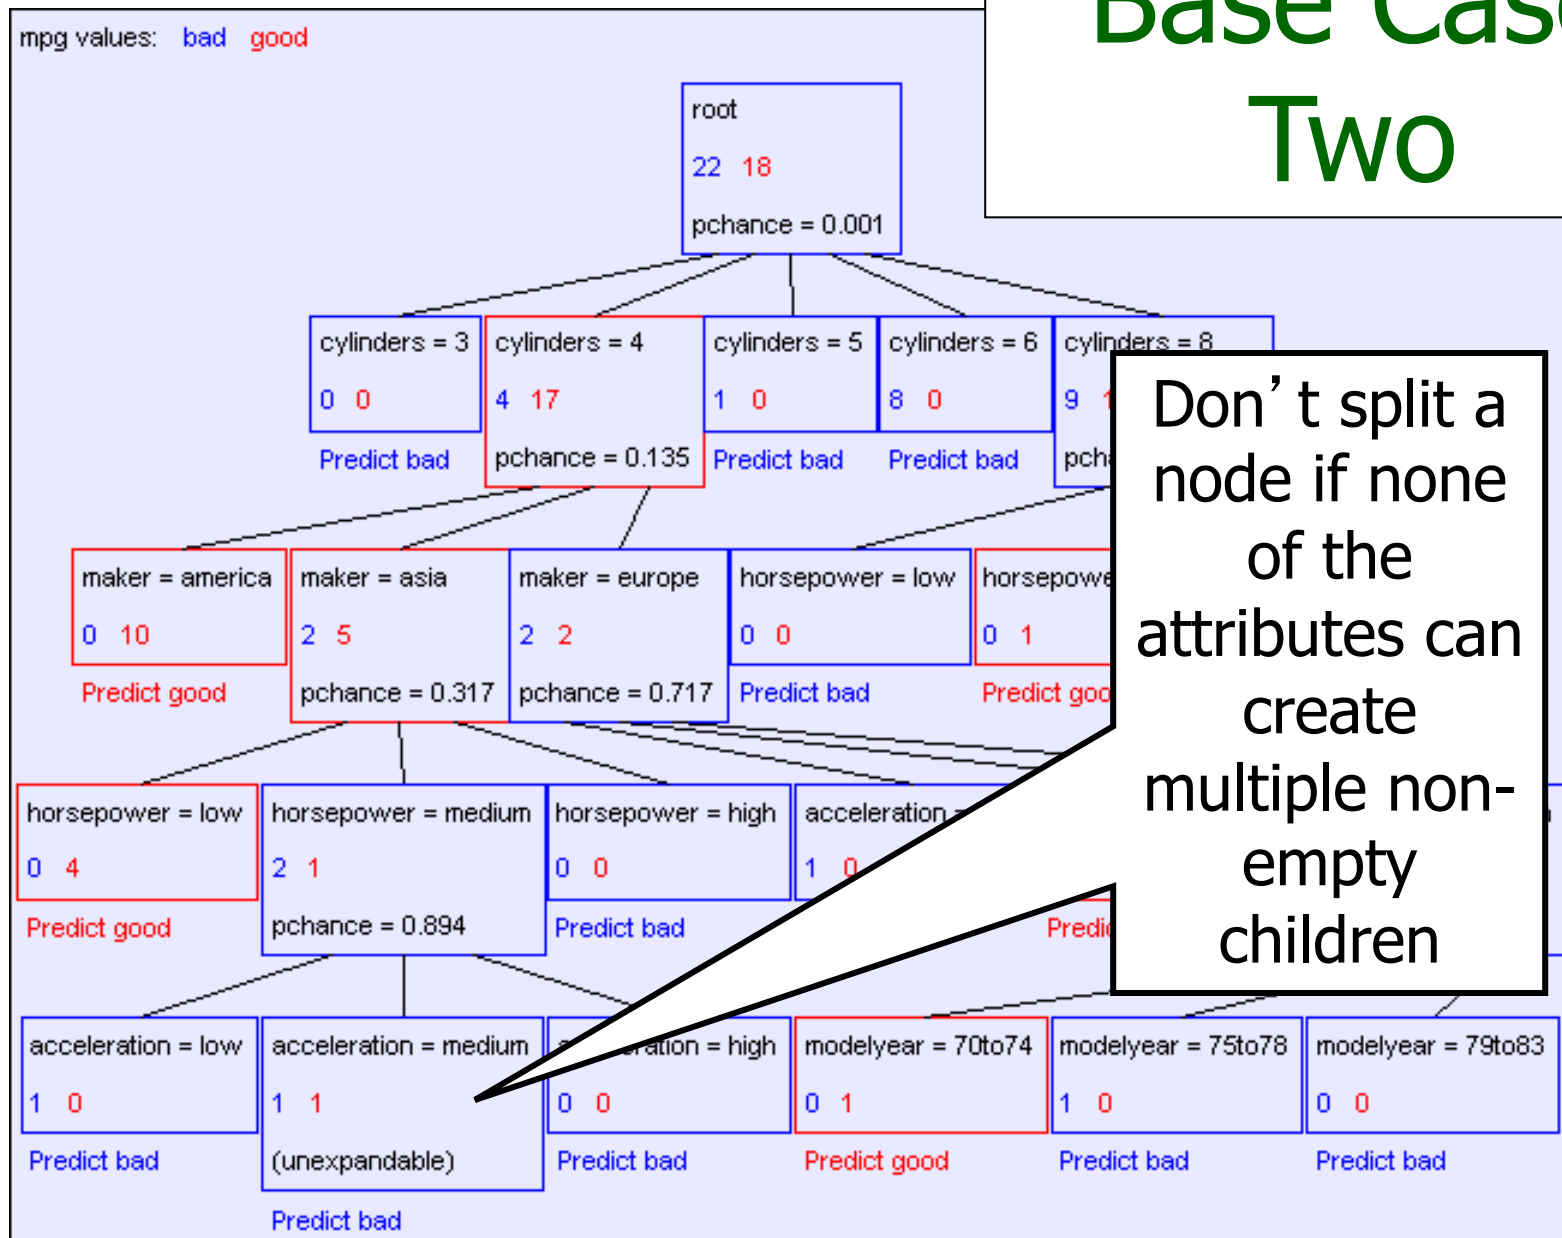 Base Case
Two
mpg values: bad good
root
22 18
pchance = 0.001
cylinders = 3 cylinders = 4 cylinders = 5 cylinders = 6 cylinders = 8
0 0 4 17 1 0 8 0 9
Predict bad pchance = 0.135 Predict bad Predict bad
maker = america maker = asia maker = europe horsepower = low
0 10 2 5 2 2 0 0 0 1
Predict good pchance = 0.317 pchance = 0.717 Predict bad
horsepower = low horsepower = medium horsepower = high acceleration
0 4 2 1 0 0 1 0
Predict good pchance = 0.894 Predict bad
acceleration = low acceleration = medium = high modelyear = 70to74 modelyear = 75to78 modelyear = 79to83
1 0 1 1 0 0 0 1 1 0 0 0
Predict bad (unexpandable) Predict bad Predict good Predict bad Predict bad
Predict bad
Don't split a
node if none
of the
attributes can
create
multiple non-
empty
children